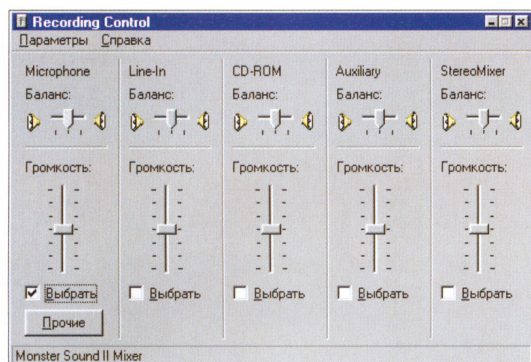 Recording Control
Параметры Справка
Microphone Line-In CD-ROM Auxiliary StereoMixer
Баланс: Баланс: Баланс: Баланс: Баланс:
Громкость: Громкость: Громкость: Громкость: Громкость:
Выбрать Выбрать Выбрать Выбрать Выбрать
Прочие
Monster Sound II Mixer